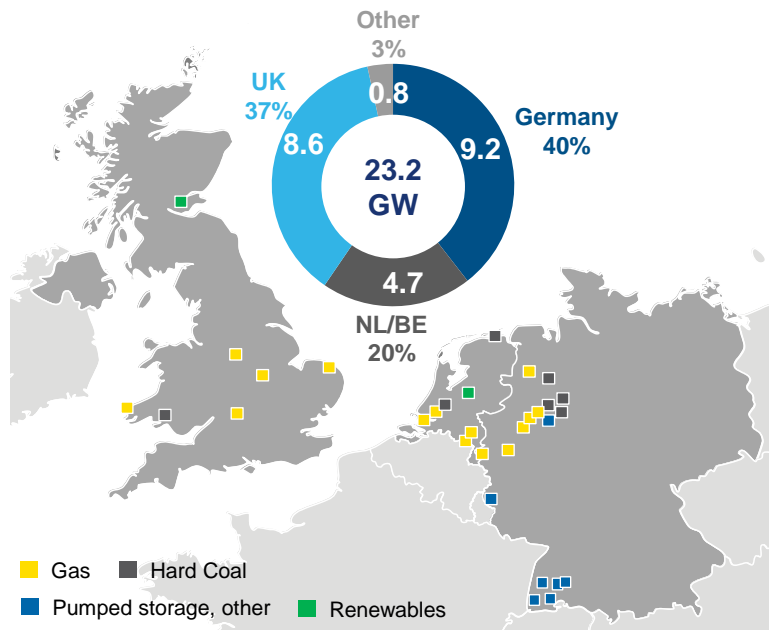 Other
3%
0.8
UK
37%
8.6
Germany
40%
9.2
23.2
GW
4.7
NL/BE
20%
Gas
Hard Coal
Pumped storage, other
Renewables